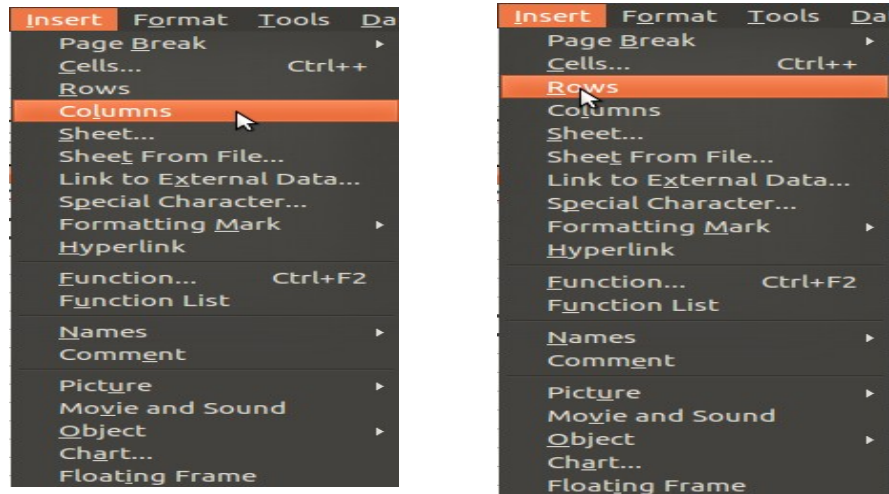 Insert Format Tools Da
Page Break
Cells... Ctrl++
Rows
Columns
Sheet...
Sheet From File...
Link to External Data...
Special Character...
Formatting Mark
Hyperlink
Function... Ctrl+F2
Function List
Names
Comment
Picture
Movie and Sound
Object
Chart...
Floating Frame
Insert Format Tools Da
Page Break
Cells... Ctrl++
Rows
Columns
Sheet...
Sheet From File...
Link to External Data...
Special Character...
Formatting Mark
Hyperlink
Function... Ctrl+F2
Function List
Names
Comment
Picture
Movie and Sound
Object
Chart...
Floating Frame